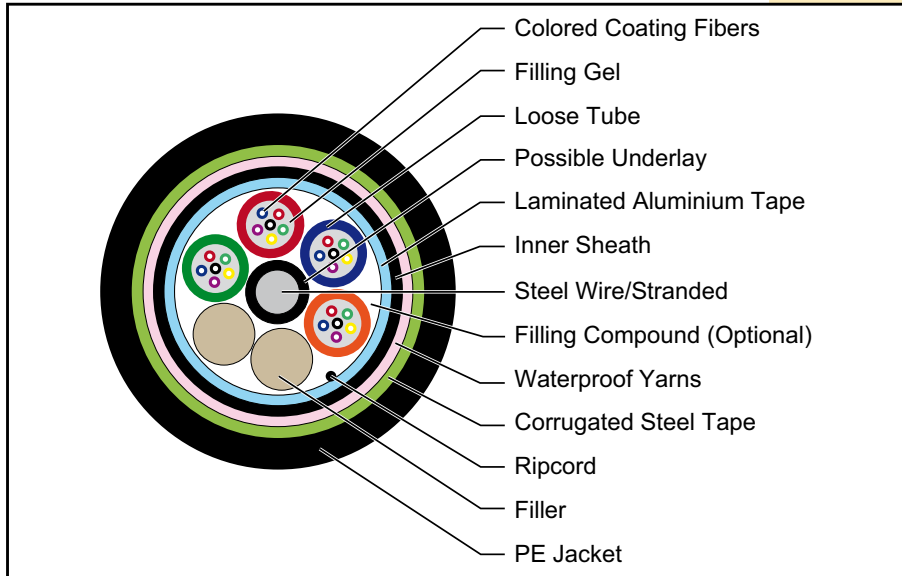 Colored Coating Fibers
Filling Gel
Loose Tube
Possible Underlay
Laminated Aluminium Tape
Inner Sheath
Steel Wire/Stranded
Filling Compound (Optional)
Waterproof Yarns
Corrugated Steel Tape
Ripcord
Filler
PE Jacket